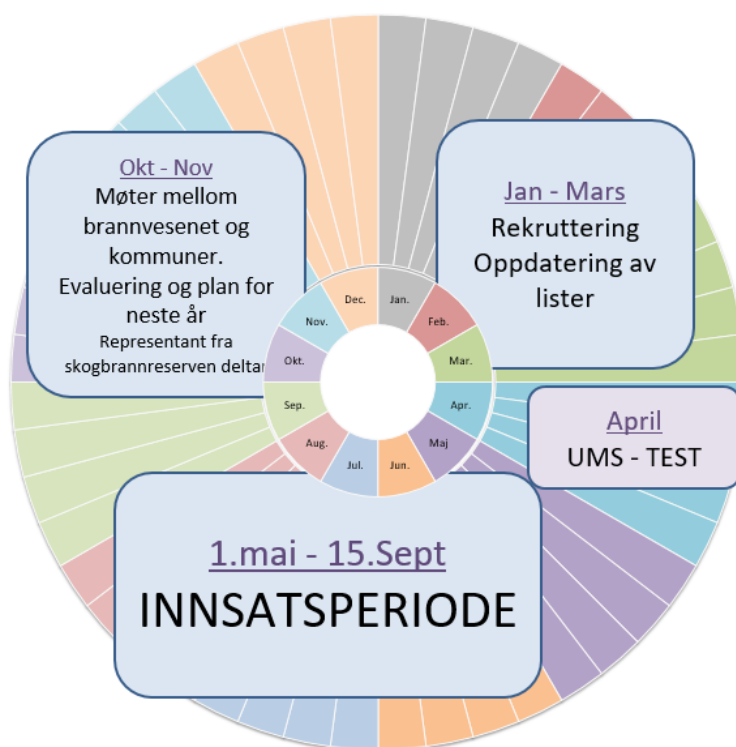 Okt - Nov
Møter mellom
brannvesenet og
kommuner.
Evaluering og plan for
neste år
Representant fra
skogbrannreserven deltar
Jan - Mars
Rekruttering
Oppdatering av
lister
April
UMS - TEST
1.mai - 15.Sept
INNSATSPERIODE
Jan.
Feb.
Mar.
Apr.
Maj
Jun.
Jul.
Aug.
Sep.
Okt.
Nov.
Dec.